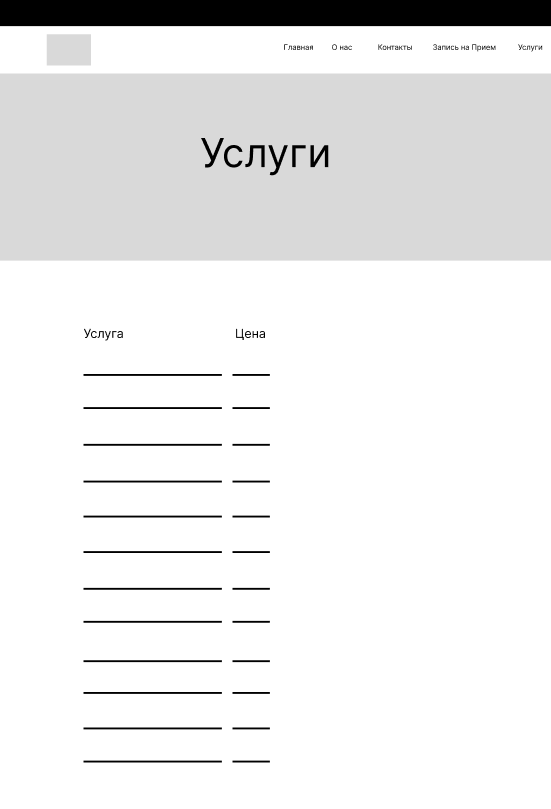 Главная О нас Контакты Запись на Прием Услуги
Услуги
Услуга Цена